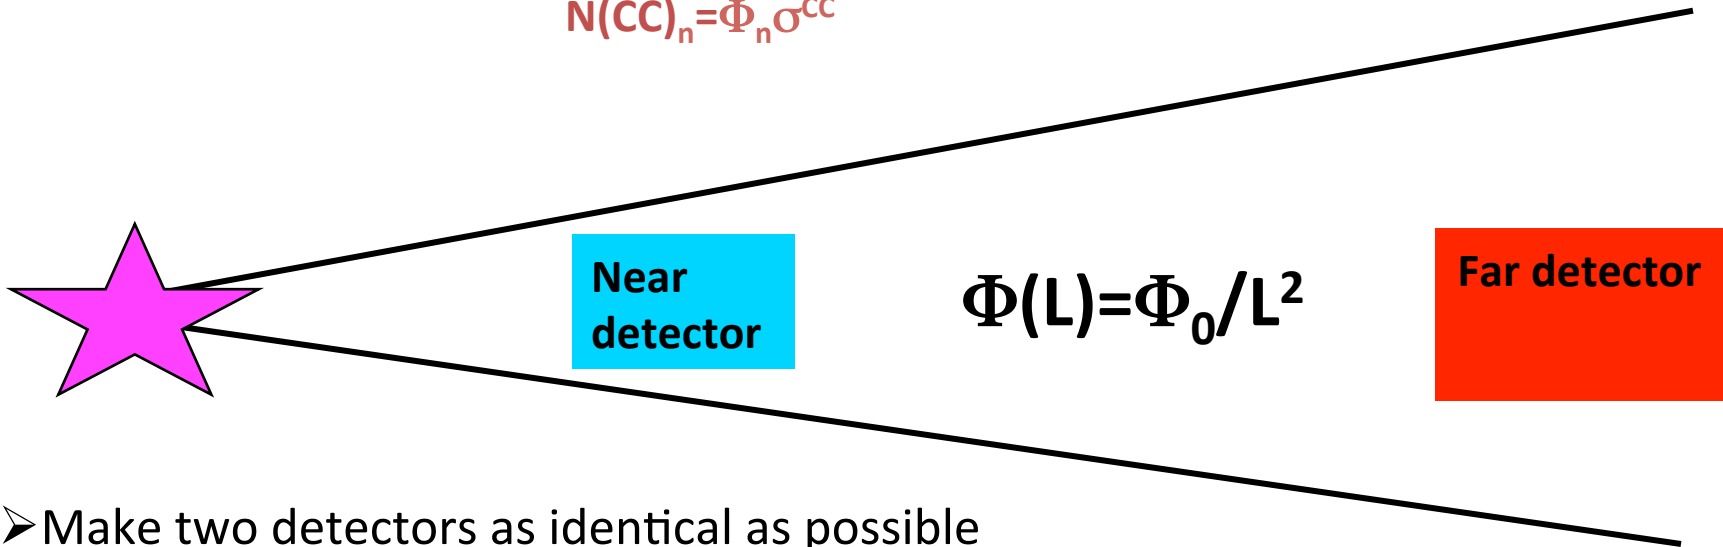 N(CC)ₙ=Φₙσᶜᶜ
Near
detector
Φ(L)=Φ₀/L²
Far detector
➢Make two detectors as identical as possible